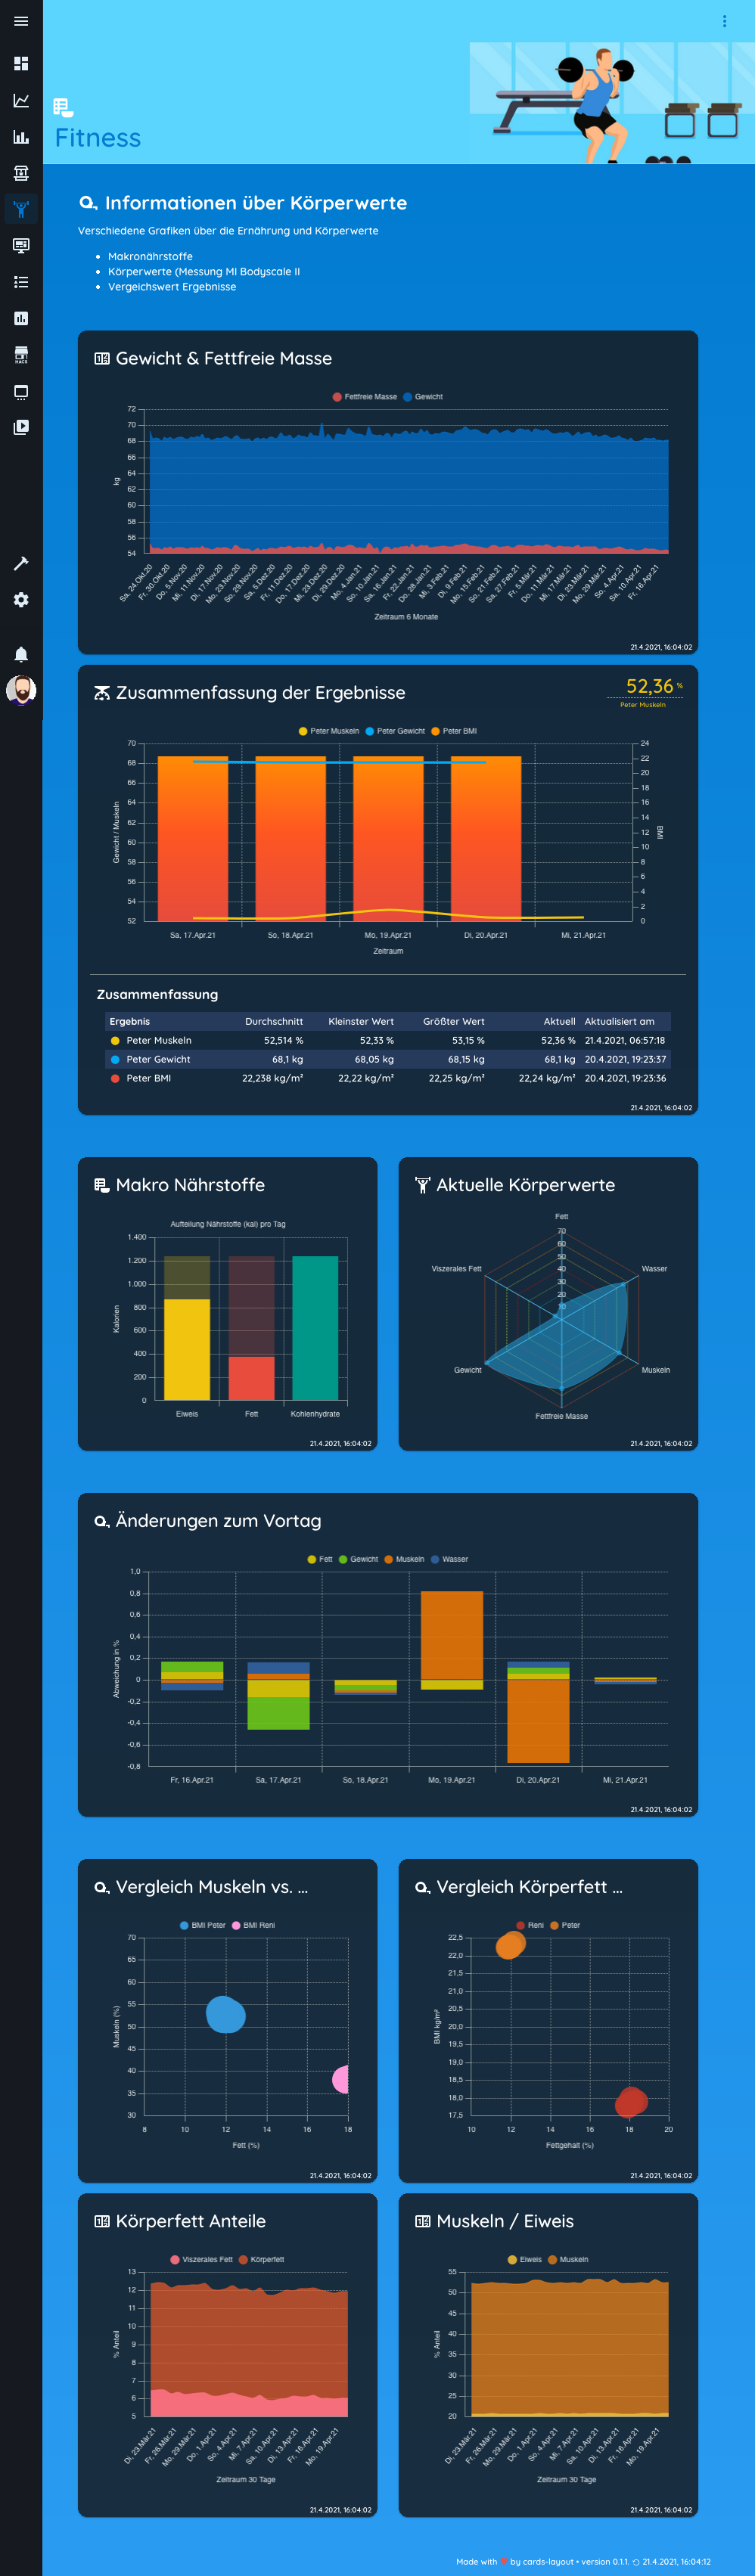 Fitness
Informationen über Körperwerte
Verschiedene Grafiken über die Ernährung und Körperwerte
Makronährstoffe
Körperwerte (Messung MI Bodyscale II
Vergeichswert Ergebnisse
Gewicht & Fettfreie Masse
Fettfreie Masse Gewicht
72
70
68
66
64
62
60
58
56
54
kg
Sa, 24.Okt.20 Fr, 30.Okt.20 Do, 5.Nov.20 Mi, 11.Nov.20 Di, 17.Nov.20 Mo, 23.Nov.20 So, 29.Nov.20 Sa, 5.Dez.20 Fr, 11.Dez.20 Do, 17.Dez.20 Mi, 23.Dez.20 Di, 29.Dez.20 Mo, 4.Jan.21 So, 10.Jan.21 Sa, 16.Jan.21 Fr, 22.Jan.21 Do, 28.Jan.21 Mi, 3.Feb.21 Di, 9.Feb.21 Mo, 15.Feb.21 So, 21.Feb.21 Sa, 27.Feb.21 Fr, 5.Mär.21 Do, 11.Mär.21 Mi, 17.Mär.21 Di, 23.Mär.21 Mo, 29.Mär.21 So, 4.Apr.21 Sa, 10.Apr.21 Fr, 16.Apr.21
Zeitraum 6 Monate
21.4.2021, 16:04:02
Zusammenfassung der Ergebnisse
52,36 %
Peter Muskeln
Peter Muskeln Peter Gewicht Peter BMI
70
68
66
64
62
60
58
56
54
52
Gewicht / Muskeln
24
22
20
18
16
14
12
10
8
6
4
2
0
BMI
Sa, 17.Apr.21 So, 18.Apr.21 Mo, 19.Apr.21 Di, 20.Apr.21 Mi, 21.Apr.21
Zeitraum
Zusammenfassung
Ergebnis Durchschnitt Kleinster Wert Größter Wert Aktuell Aktualisiert am
Peter Muskeln 52,514 % 52,33 % 53,15 % 52,36 % 21.4.2021, 06:57:18
Peter Gewicht 68,1 kg 68,05 kg 68,15 kg 68,1 kg 20.4.2021, 19:23:37
Peter BMI 22,238 kg/m² 22,22 kg/m² 22,25 kg/m² 22,24 kg/m² 20.4.2021, 19:23:36
21.4.2021, 16:04:02
Makro Nährstoffe
Aufteilung Nährstoffe (kal) pro Tag
1.400
1.200
1.000
800
600
400
200
0
Kalorien
Eiweis Fett Kohlenhydrate
21.4.2021, 16:04:02
Aktuelle Körperwerte
Fett
70
60
50
40
30
20
10
Viszerales Fett Wasser
Gewicht Muskeln
Fettfreie Masse
21.4.2021, 16:04:02
Änderungen zum Vortag
Fett Gewicht Muskeln Wasser
1,0
0,8
0,6
0,4
0,2
0
-0,2
-0,4
-0,6
-0,8
Abweichung in %
Fr, 16.Apr.21 Sa, 17.Apr.21 So, 18.Apr.21 Mo, 19.Apr.21 Di, 20.Apr.21 Mi, 21.Apr.21
21.4.2021, 16:04:02
Vergleich Muskeln vs. ...
BMI Peter BMI Reni
70
65
60
55
50
45
40
35
30
Muskeln (%)
8 10 12 14 16 18
Fett (%)
21.4.2021, 16:04:02
Vergleich Körperfett ...
Reni Peter
22,5
22,0
21,5
21,0
20,5
20,0
19,5
19,0
18,5
18,0
17,5
BMI kg/m²
10 12 14 16 18 20
Fettgehalt (%)
21.4.2021, 16:04:02
Körperfett Anteile
Viszerales Fett Körperfett
13
12
11
10
9
8
7
6
5
% Anteil
Di, 23.Mär.21 Fr, 26.Mär.21 Mo, 29.Mär.21 Do, 1.Apr.21 So, 4.Apr.21 Mi, 7.Apr.21 Sa, 10.Apr.21 Di, 13.Apr.21 Fr, 16.Apr.21 Mo, 19.Apr.21
Zeitraum 30 Tage
21.4.2021, 16:04:02
Muskeln / Eiweis
Eiweis Muskeln
55
50
45
40
35
30
25
20
% Anteil
Di, 23.Mär.21 Fr, 26.Mär.21 Mo, 29.Mär.21 Do, 1.Apr.21 So, 4.Apr.21 Mi, 7.Apr.21 Sa, 10.Apr.21 Di, 13.Apr.21 Fr, 16.Apr.21 Mo, 19.Apr.21
Zeitraum 30 Tage
21.4.2021, 16:04:02
Made with by cards-layout • version 0.1.1. 21.4.2021, 16:04:12
HACS